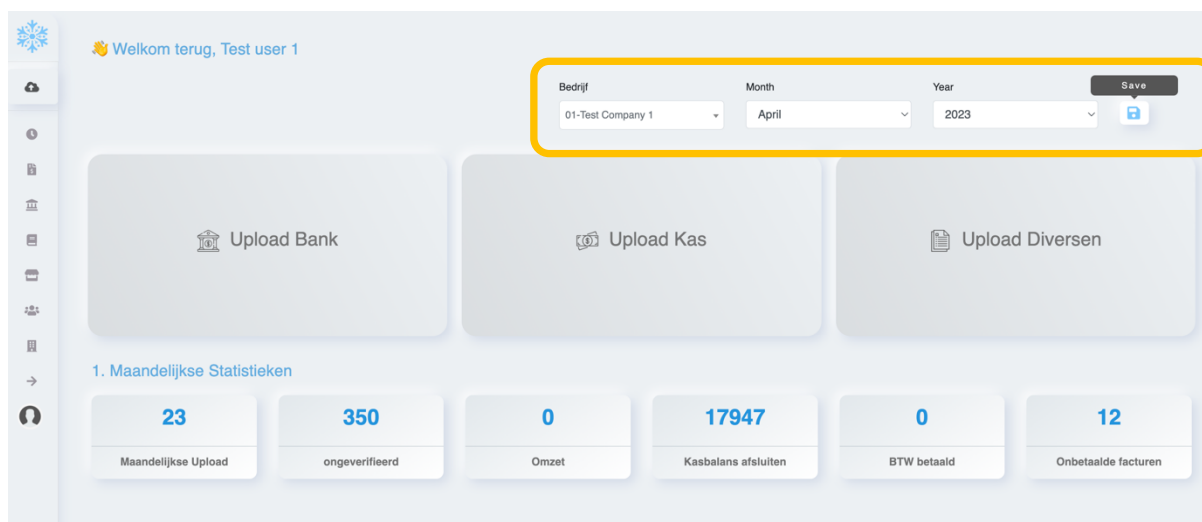 👋 Welkom terug, Test user 1
Bedrijf
Month
Year
Save
01-Test Company 1
April
2023
Upload Bank
Upload Kas
Upload Diversen
1. Maandelijkse Statistieken
23
350
0
17947
0
12
Maandelijkse Upload
ongeverifieerd
Omzet
Kasbalans afsluiten
BTW betaald
Onbetaalde facturen